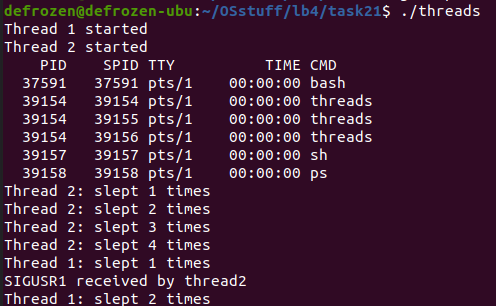 defrozen@defrozen-ubu:~/OSstuff/lb4/task21$ ./threads
Thread 1 started
Thread 2 started
PID SPID TTY TIME CMD
37591 37591 pts/1 00:00:00 bash
39154 39154 pts/1 00:00:00 threads
39154 39155 pts/1 00:00:00 threads
39154 39156 pts/1 00:00:00 threads
39157 39157 pts/1 00:00:00 sh
39158 39158 pts/1 00:00:00 ps
Thread 2: slept 1 times
Thread 2: slept 2 times
Thread 2: slept 3 times
Thread 2: slept 4 times
Thread 1: slept 1 times
SIGUSR1 received by thread2
Thread 1: slept 2 times